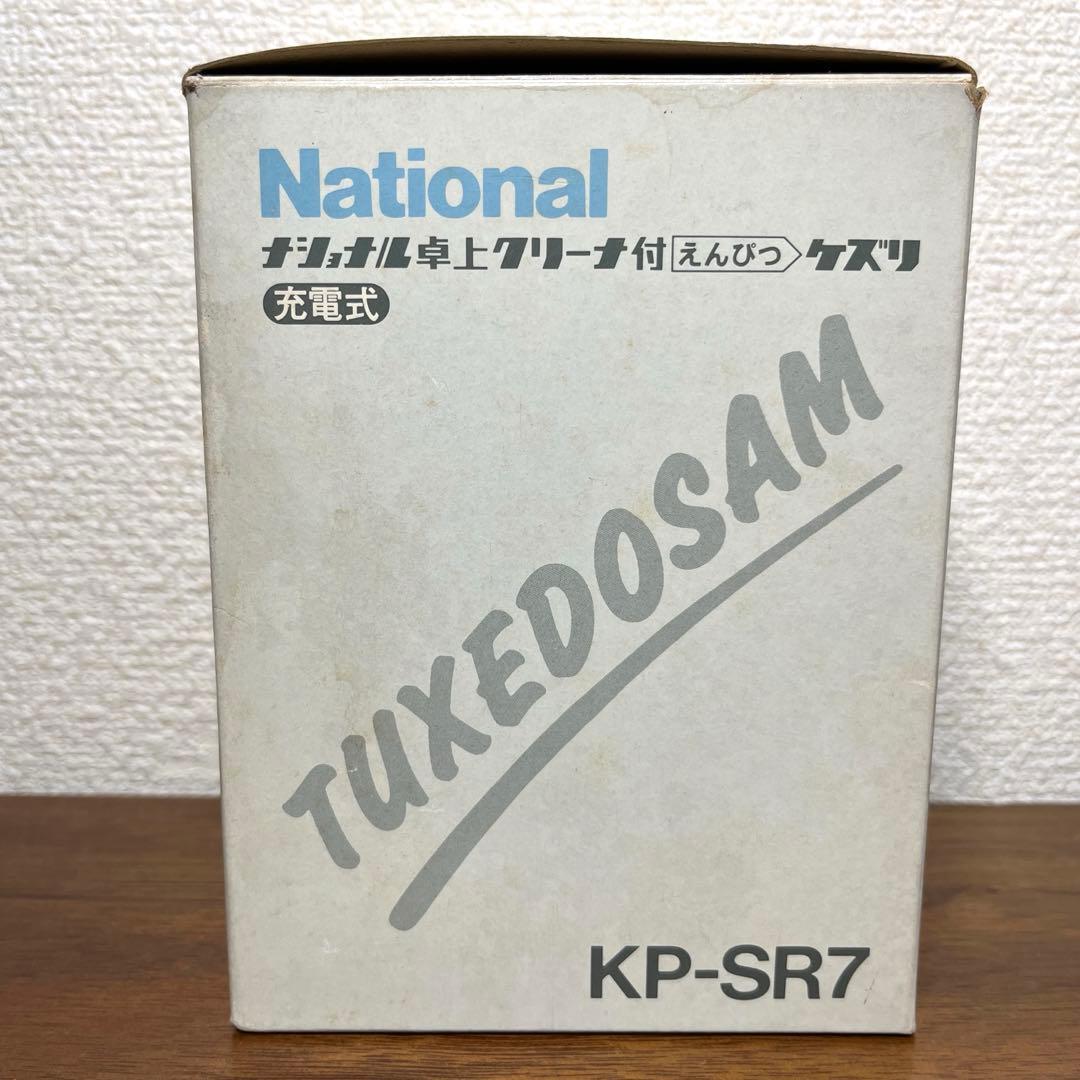 National
ナショナル卓上クリーナ付えんぴつケズリ
充電式
TUXEDOSAM
KP-SR7